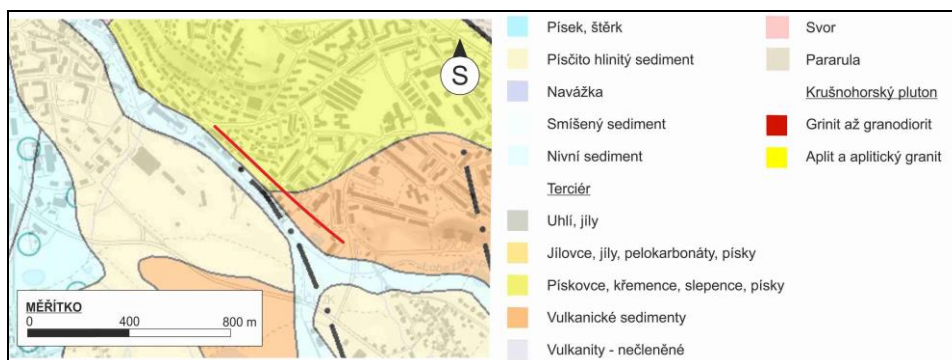 S
MĚŘÍTKO
0 400 800 m
Písek, štěrk
Písčito hlinitý sediment
Navážka
Smíšený sediment
Nivní sediment
Terciér
Uhlí, jíly
Jílovce, jíly, pelokarbonáty, písky
Pískovce, křemence, slepence, písky
Vulkanické sedimenty
Vulkanity - nečleněné
Svor
Pararula
Krušnohorský pluton
Grinit až granodiorit
Aplit a aplitický granit